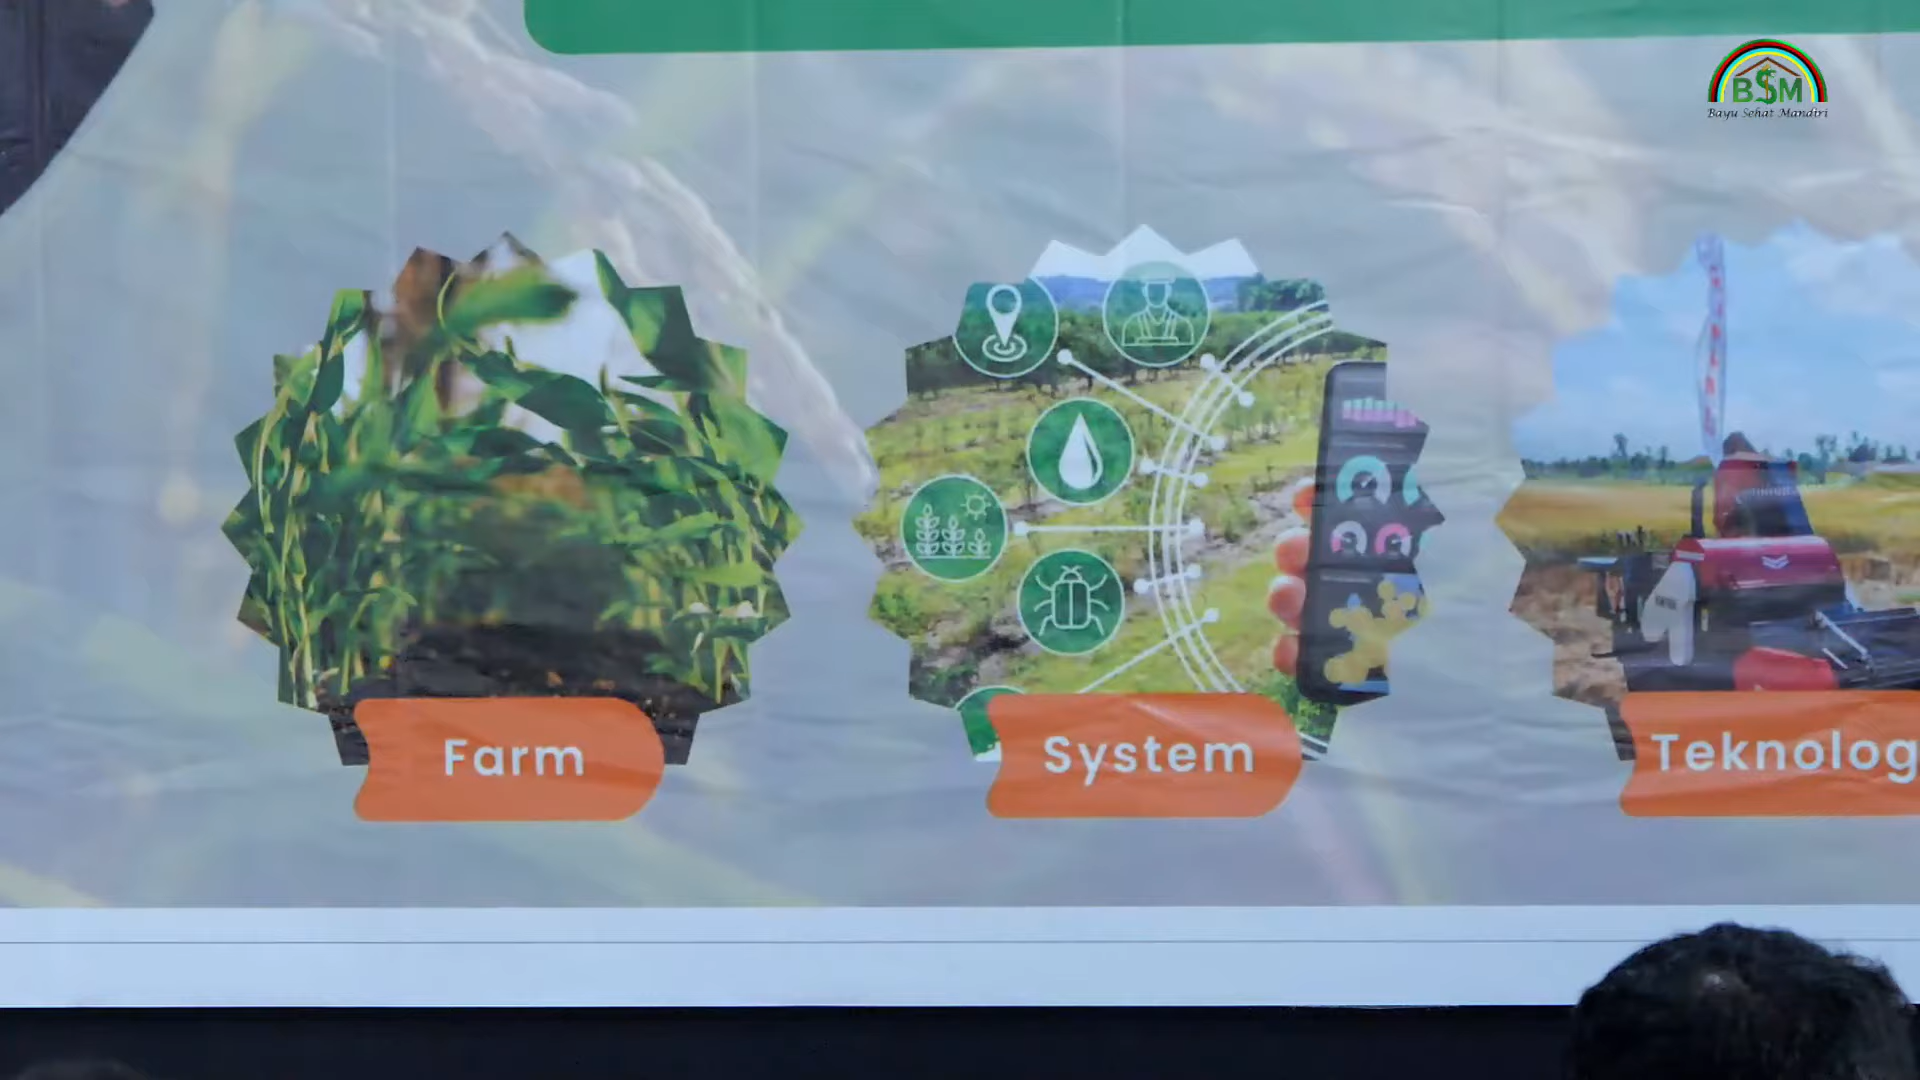 BSM
Bayu Sehat Mandiri
Farm
System
Teknolog